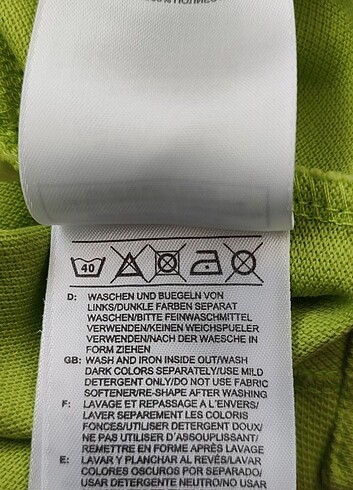 40
D: WASCHEN UND BUEGELN VON
LINKS/DUNKLE FARBEN SEPARAT
WASCHEN/BITTE FEINWASCHMITTEL
VERWENDEN/KEINEN WEICHSPUELER
VERWENDEN/NACH DER WAESCHE IN
FORM ZIEHEN
GB: WASH AND IRON INSIDE OUT/WASH
DARK COLORS SEPARATELY/USE MILD
DETERGENT ONLY/DO NOT USE FABRIC
SOFTENER/RE-SHAPE AFTER WASHING
F: LAVAGE ET REPASSAGE A L'ENVERS/
LAVER SEPAREMENT LES COLORIS
FONCES/UTILISER DETERGENT DOUX/
NE PAS UTILISER D'ASSOUPLISSANT/
REMETTRE EN FORME APRÈS LAVAGE
E: LAVAR Y PLANCHAR AL REVÉS/LAVAR
COLORES OSCUROS POR SEPARADO/
USAR DETERGENTE NEUTRO/NO USAR